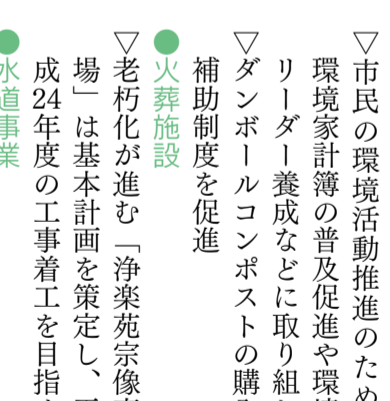 ▽市民の環境活動推進のため
環境家計簿の普及促進や環境
リーダー養成などに取り組
▽ダンボールコンポストの購
補助制度を促進
●火葬施設
▽老朽化が進む「浄楽苑宗像
場」は基本計画を策定し、
成24年度の工事着工を目指
●水道事業